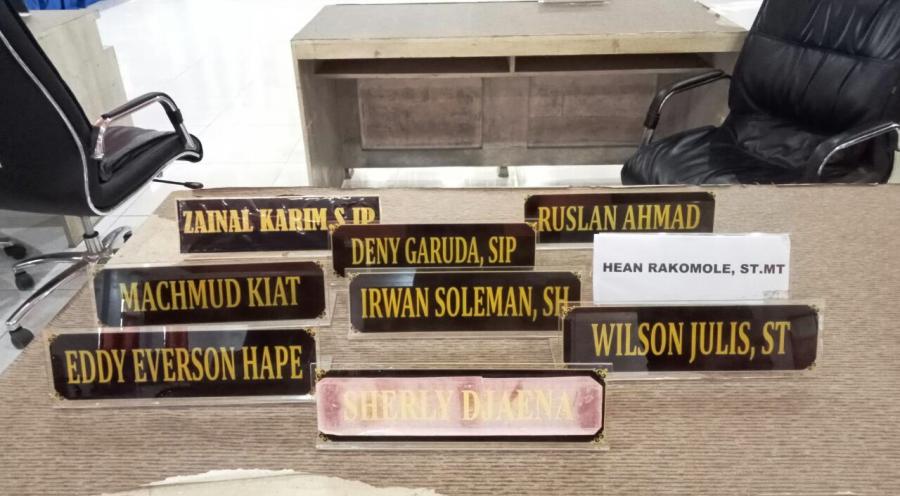 ZAINAL KARIM,S.IP
RUSLAN AHMAD
DENY GARUDA, SIP
HEAN RAKOMOLE, ST.MT
MACHMUD KIAT
IRWAN SOLEMAN, SH
WILSON JULIS, ST
EDDY EVERSON HAPE
SHERLY DJAENA